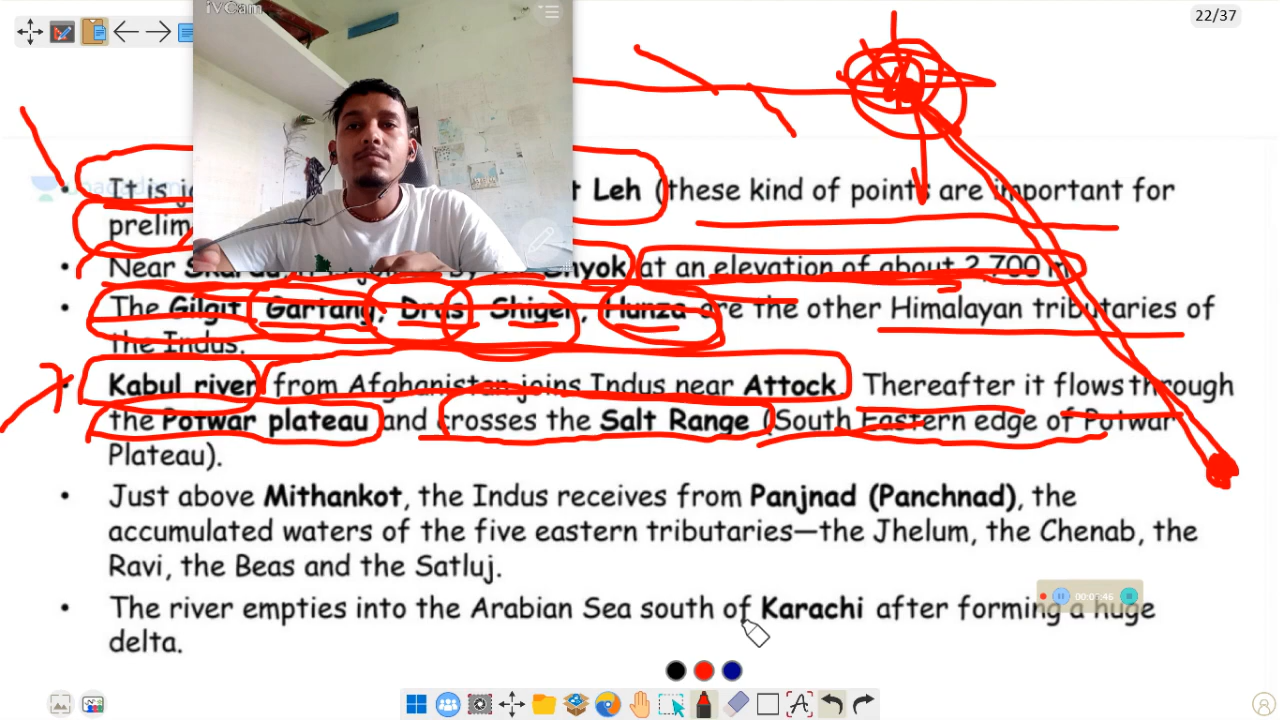 iVCam
22/37
• It is t Leh (these kind of points are important for
prelim
• Near by Shyok at an elevation of about 2,700 m
• The Gilgit, Gartang, Dras, Shiger, Hunza are the other Himalayan tributaries of
the Indus.
• Kabul river from Afghanistan joins Indus near Attock. Thereafter it flows through
the Potwar plateau and crosses the Salt Range (South Eastern edge of Potwar
Plateau).
• Just above Mithankot, the Indus receives from Panjnad (Panchnad), the
accumulated waters of the five eastern tributaries—the Jhelum, the Chenab, the
Ravi, the Beas and the Satluj.
• The river empties into the Arabian Sea south of Karachi after forming a huge
delta.